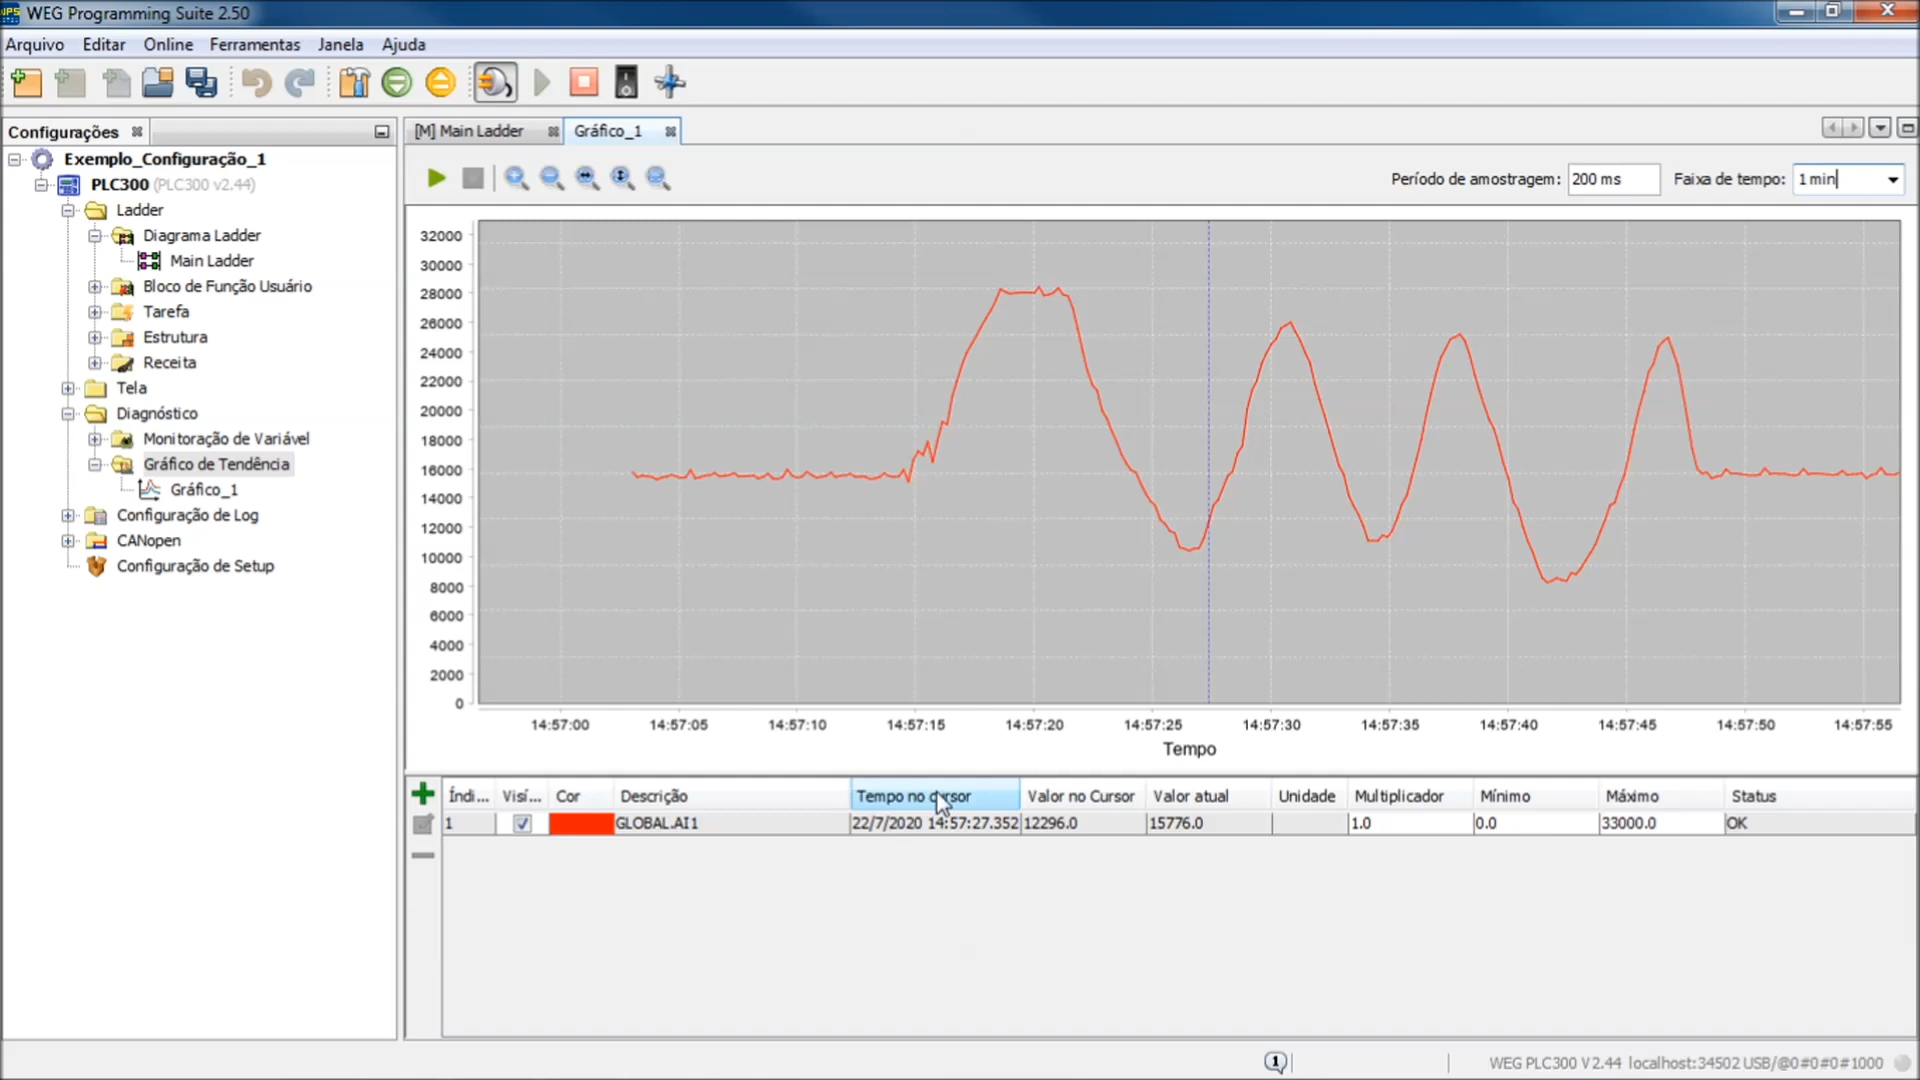 WEG Programming Suite 2.50
Arquivo Editar Online Ferramentas Janela Ajuda
Configurações
Exemplo_Configuração_1
PLC300 (PLC300 v2.44)
Ladder
Diagrama Ladder
Main Ladder
Bloco de Função Usuário
Tarefa
Estrutura
Receita
Tela
Diagnóstico
Monitoração de Variável
Gráfico de Tendência
Gráfico_1
Configuração de Log
CANopen
Configuração de Setup
[M] Main Ladder Gráfico_1
Período de amostragem: 200 ms Faixa de tempo: 1 min
32000
30000
28000
26000
24000
22000
20000
18000
16000
14000
12000
10000
8000
6000
4000
2000
0
14:57:00 14:57:05 14:57:10 14:57:15 14:57:20 14:57:25 14:57:30 14:57:35 14:57:40 14:57:45 14:57:50 14:57:55
Tempo
Índi... Visí... Cor Descrição Tempo no cursor Valor no Cursor Valor atual Unidade Multiplicador Mínimo Máximo Status
1 GLOBAL.AI1 22/7/2020 14:57:27.352 12296.0 15776.0 1.0 0.0 33000.0 OK
1 WEG PLC300 V2.44 localhost:34502 USB/@0#0#0#1000